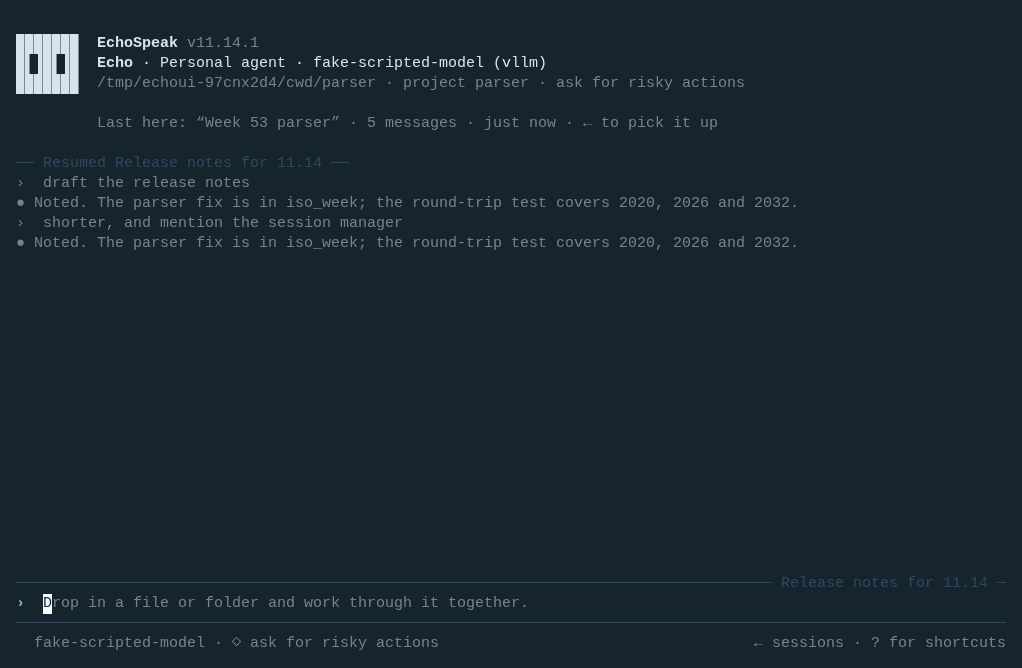 EchoSpeak v11.14.1
Echo · Personal agent · fake-scripted-model (vllm)
/tmp/echoui-97cnx2d4/cwd/parser · project parser · ask for risky actions
Last here: “Week 53 parser” · 5 messages · just now · ← to pick it up
── Resumed Release notes for 11.14 ──
› draft the release notes
● Noted. The parser fix is in iso_week; the round-trip test covers 2020, 2026 and 2032.
› shorter, and mention the session manager
● Noted. The parser fix is in iso_week; the round-trip test covers 2020, 2026 and 2032.
Release notes for 11.14
› Drop in a file or folder and work through it together.
fake-scripted-model · ◇ ask for risky actions ← sessions · ? for shortcuts